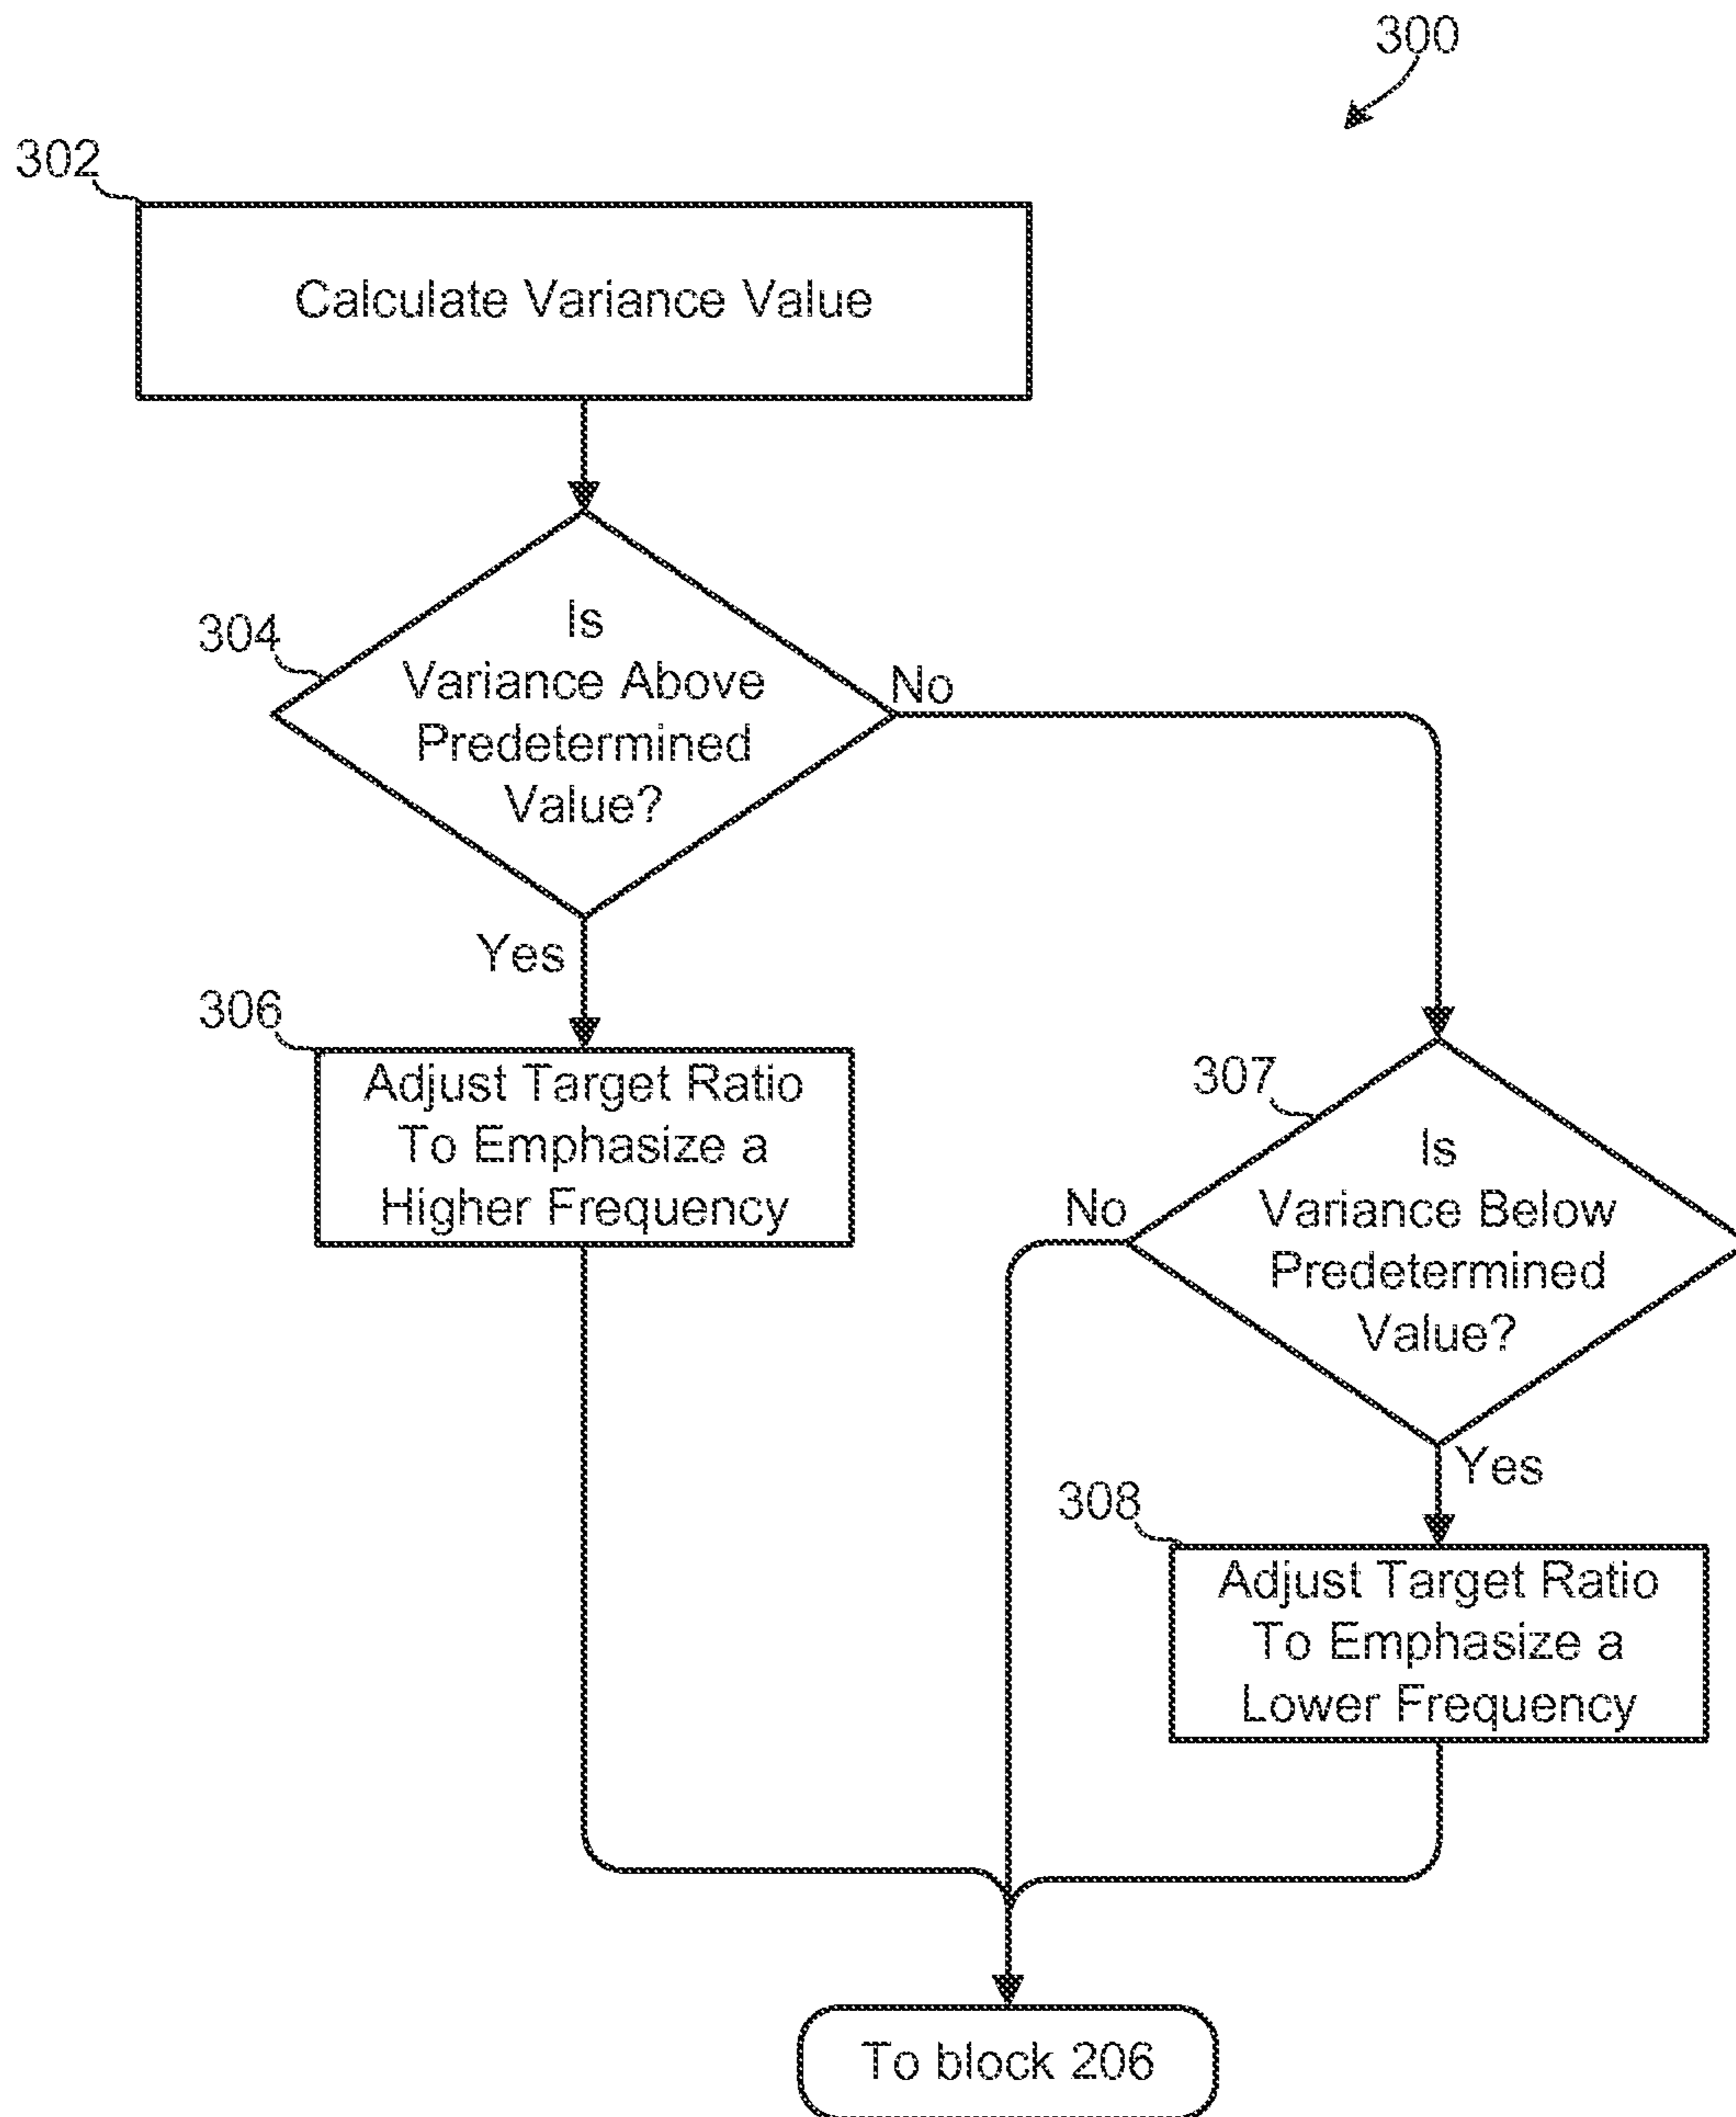 300
302
Calculate Variance Value
304
Is
Variance Above
Predetermined
Value?
No
Yes
306
Adjust Target Ratio
To Emphasize a
Higher Frequency
307
Is
Variance Below
Predetermined
Value?
No
Yes
308
Adjust Target Ratio
To Emphasize a
Lower Frequency
To block 206